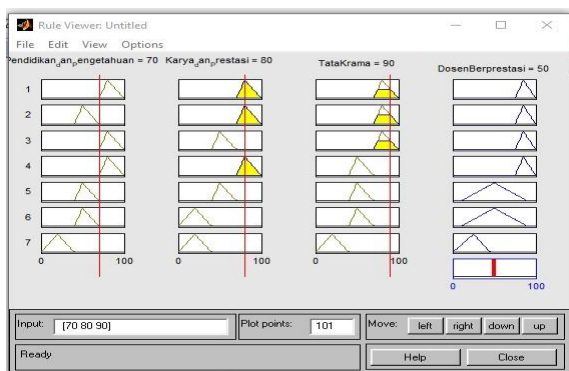 Rule Viewer: Untitled
File Edit View Options
Pendidikan_dan_pengetahuan = 70 Karya_dan_prestasi = 80 TataKrama = 90 DosenBerprestasi = 50
1
2
3
4
5
6
7
0 100 0 100 0 100
0 100
Input: [70 80 90] Plot points: 101 Move: left right down up
Ready Help Close